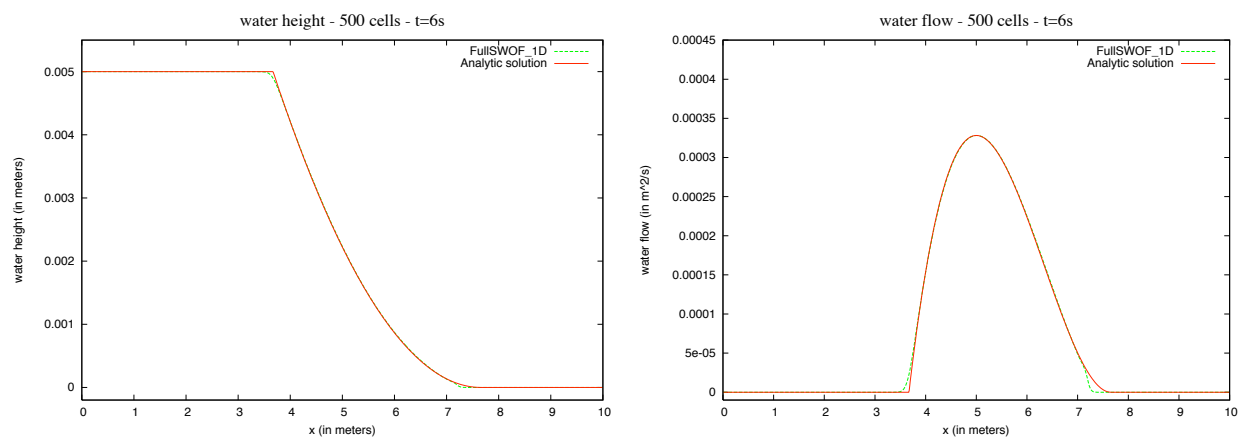 water height - 500 cells - t=6s
FullSWOF_1D
Analytic solution
0.005
0.004
0.003
0.002
0.001
0
water height (in meters)
0 1 2 3 4 5 6 7 8 9 10
x (in meters)
water flow - 500 cells - t=6s
FullSWOF_1D
Analytic solution
0.00045
0.0004
0.00035
0.0003
0.00025
0.0002
0.00015
0.0001
5e-05
0
water flow (in m^2/s)
0 1 2 3 4 5 6 7 8 9 10
x (in meters)